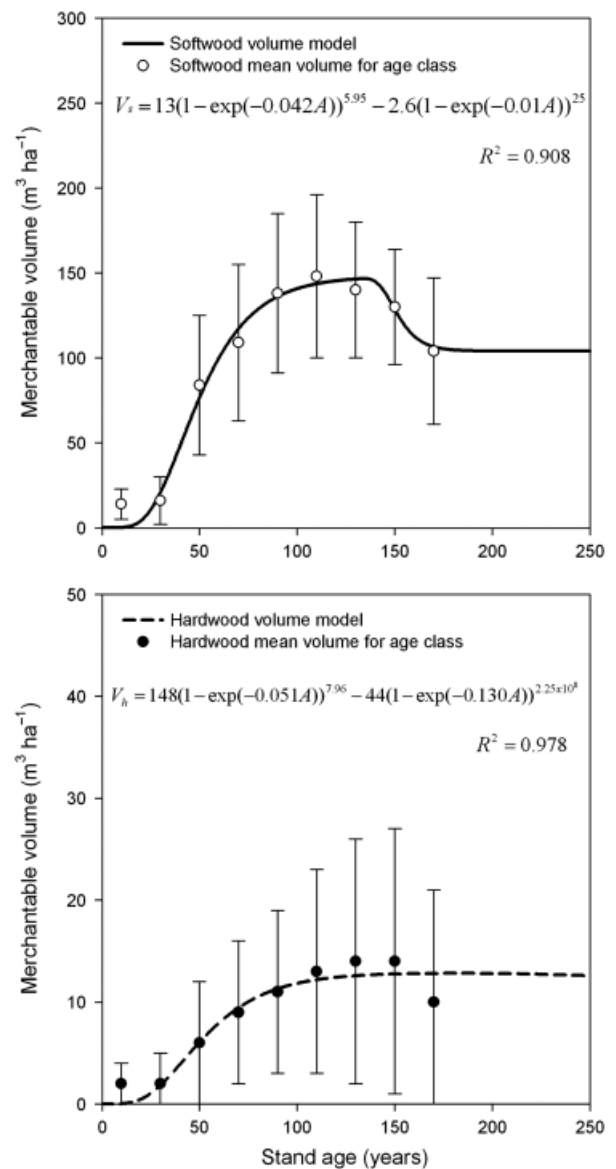 300
Softwood volume model
Softwood mean volume for age class
250
V_s = 13(1−exp(−0.042A))^5.95 − 2.6(1−exp(−0.01A))^25
R² = 0.908
200
150
100
50
0
Merchantable volume (m³ ha⁻¹)
0 50 100 150 200 250
50
Hardwood volume model
Hardwood mean volume for age class
40
V_h = 148(1−exp(−0.051A))^7.96 − 44(1−exp(−0.130A))^2.25x10^8
R² = 0.978
30
20
10
0
Merchantable volume (m³ ha⁻¹)
0 50 100 150 200 250
Stand age (years)